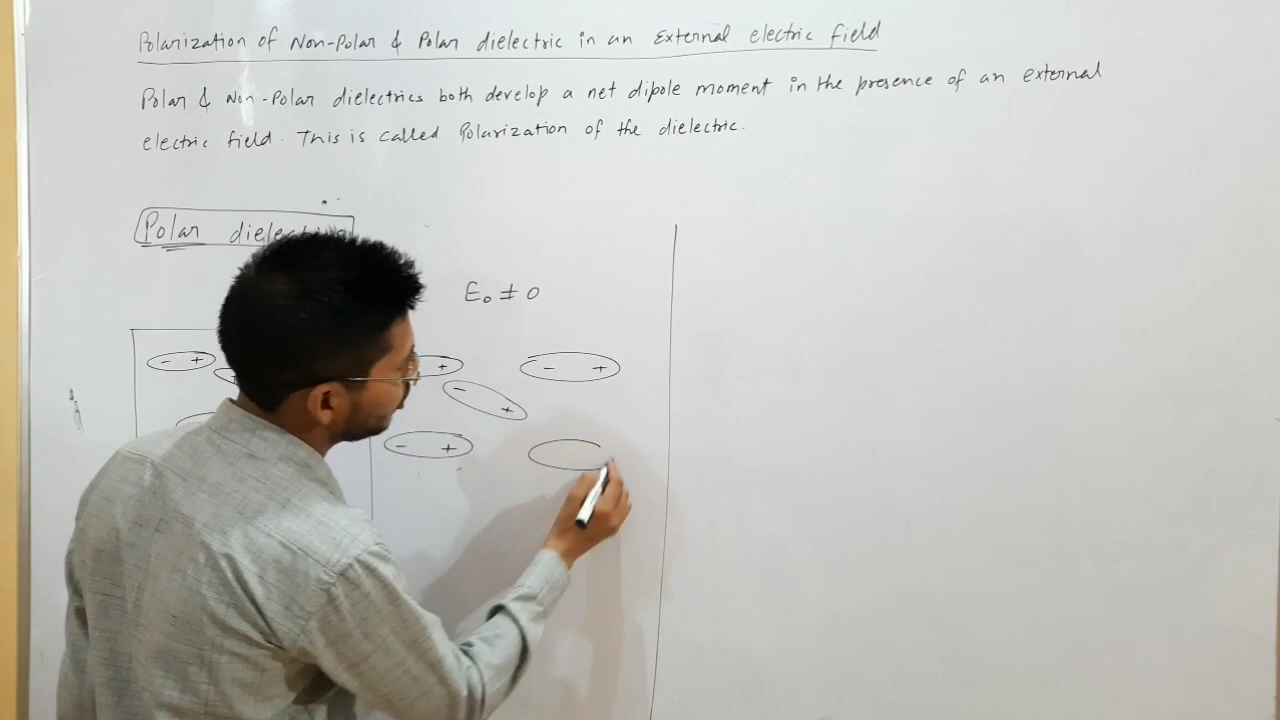 Polarization of Non-Polar & Polar dielectric in an External electric field
Polar & Non-Polar dielectrics both develop a net dipole moment in the presence of an external
electric field. This is called Polarization of the dielectric.
Polar
E₀ ≠ 0
- +
+
- +
- +
- +